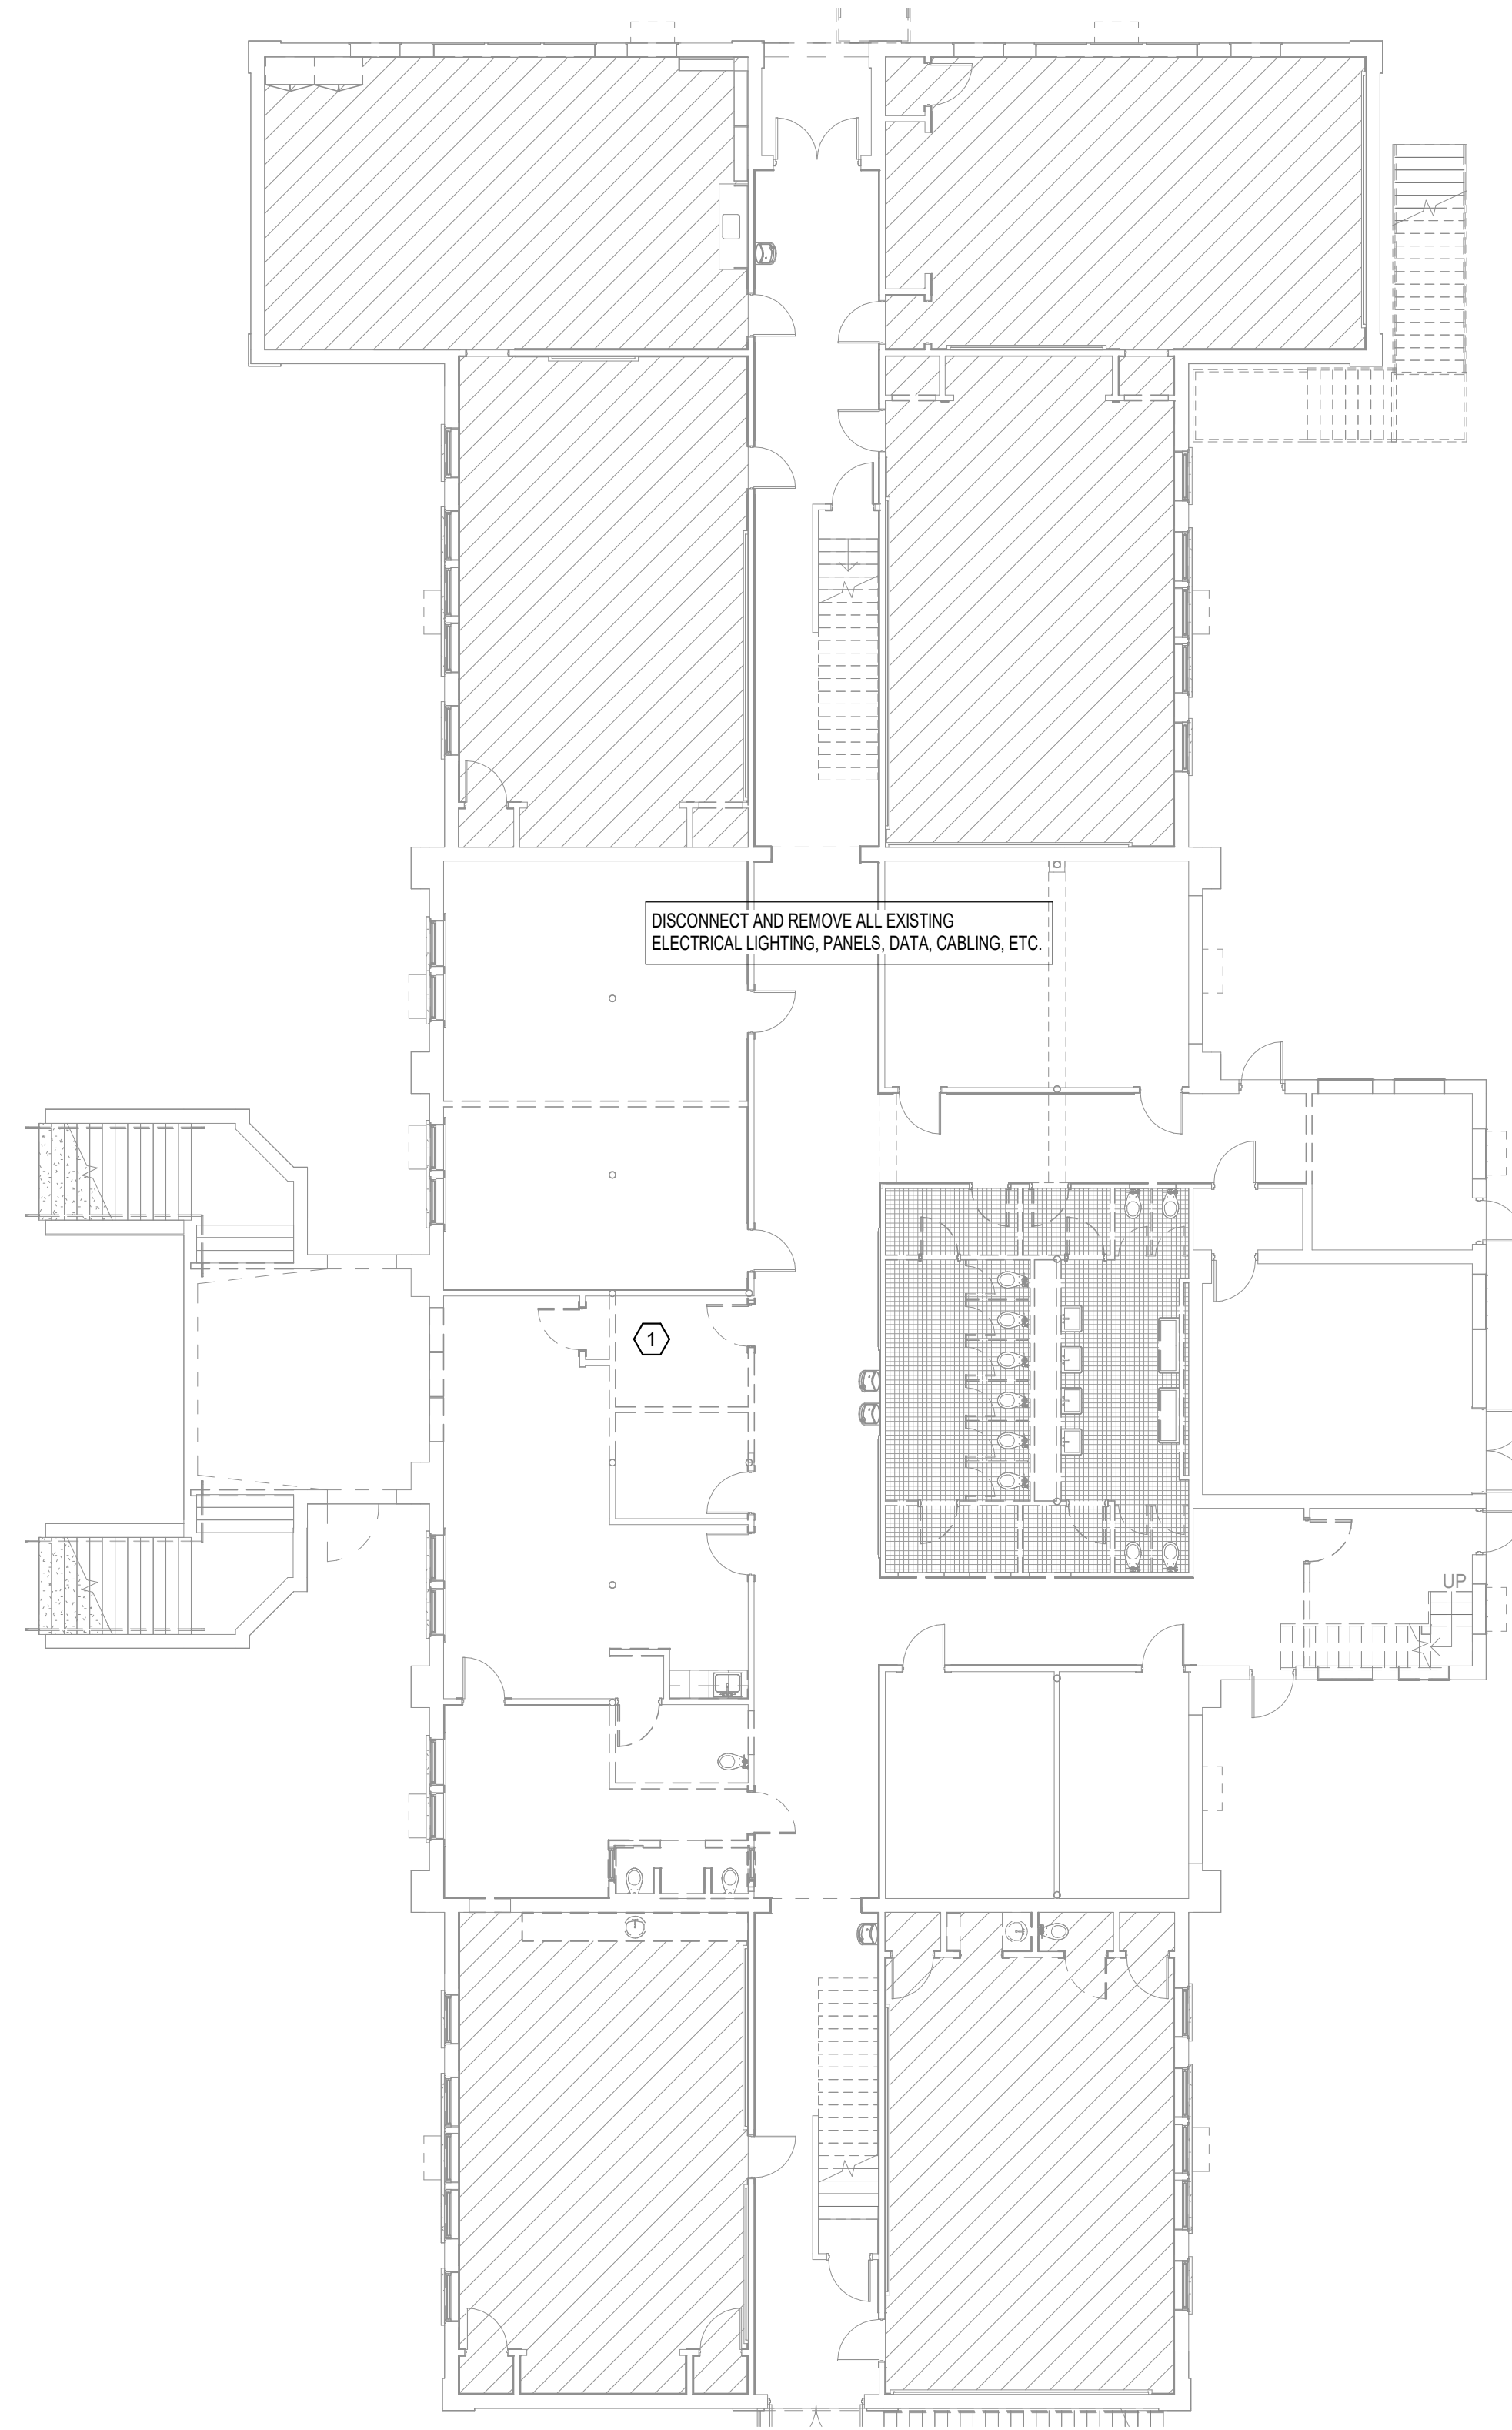 DISCONNECT AND REMOVE ALL EXISTING
ELECTRICAL LIGHTING, PANELS, DATA, CABLING, ETC.
1
UP